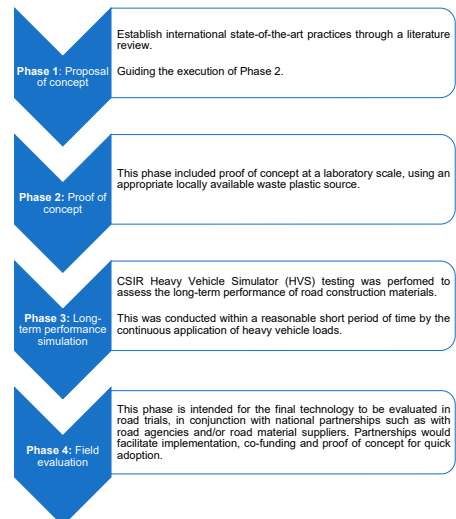 Establish international state-of-the-art practices through a literature
review.
Phase 1: Proposal
of concept
Guiding the execution of Phase 2.
This phase included proof of concept at a laboratory scale, using an
appropriate locally available waste plastic source.
Phase 2: Proof of
concept
CSIR Heavy Vehicle Simulator (HVS) testing was perfomed to
assess the long-term performance of road construction materials.
Phase 3: Long-
term performance
simulation
This was conducted within a reasonable short period of time by the
continuous application of heavy vehicle loads.
This phase is intended for the final technology to be evaluated in
road trials, in conjunction with national partnerships such as with
road agencies and/or road material suppliers. Partnerships would
facilitate implementation, co-funding and proof of concept for quick
adoption.
Phase 4: Field
evaluation